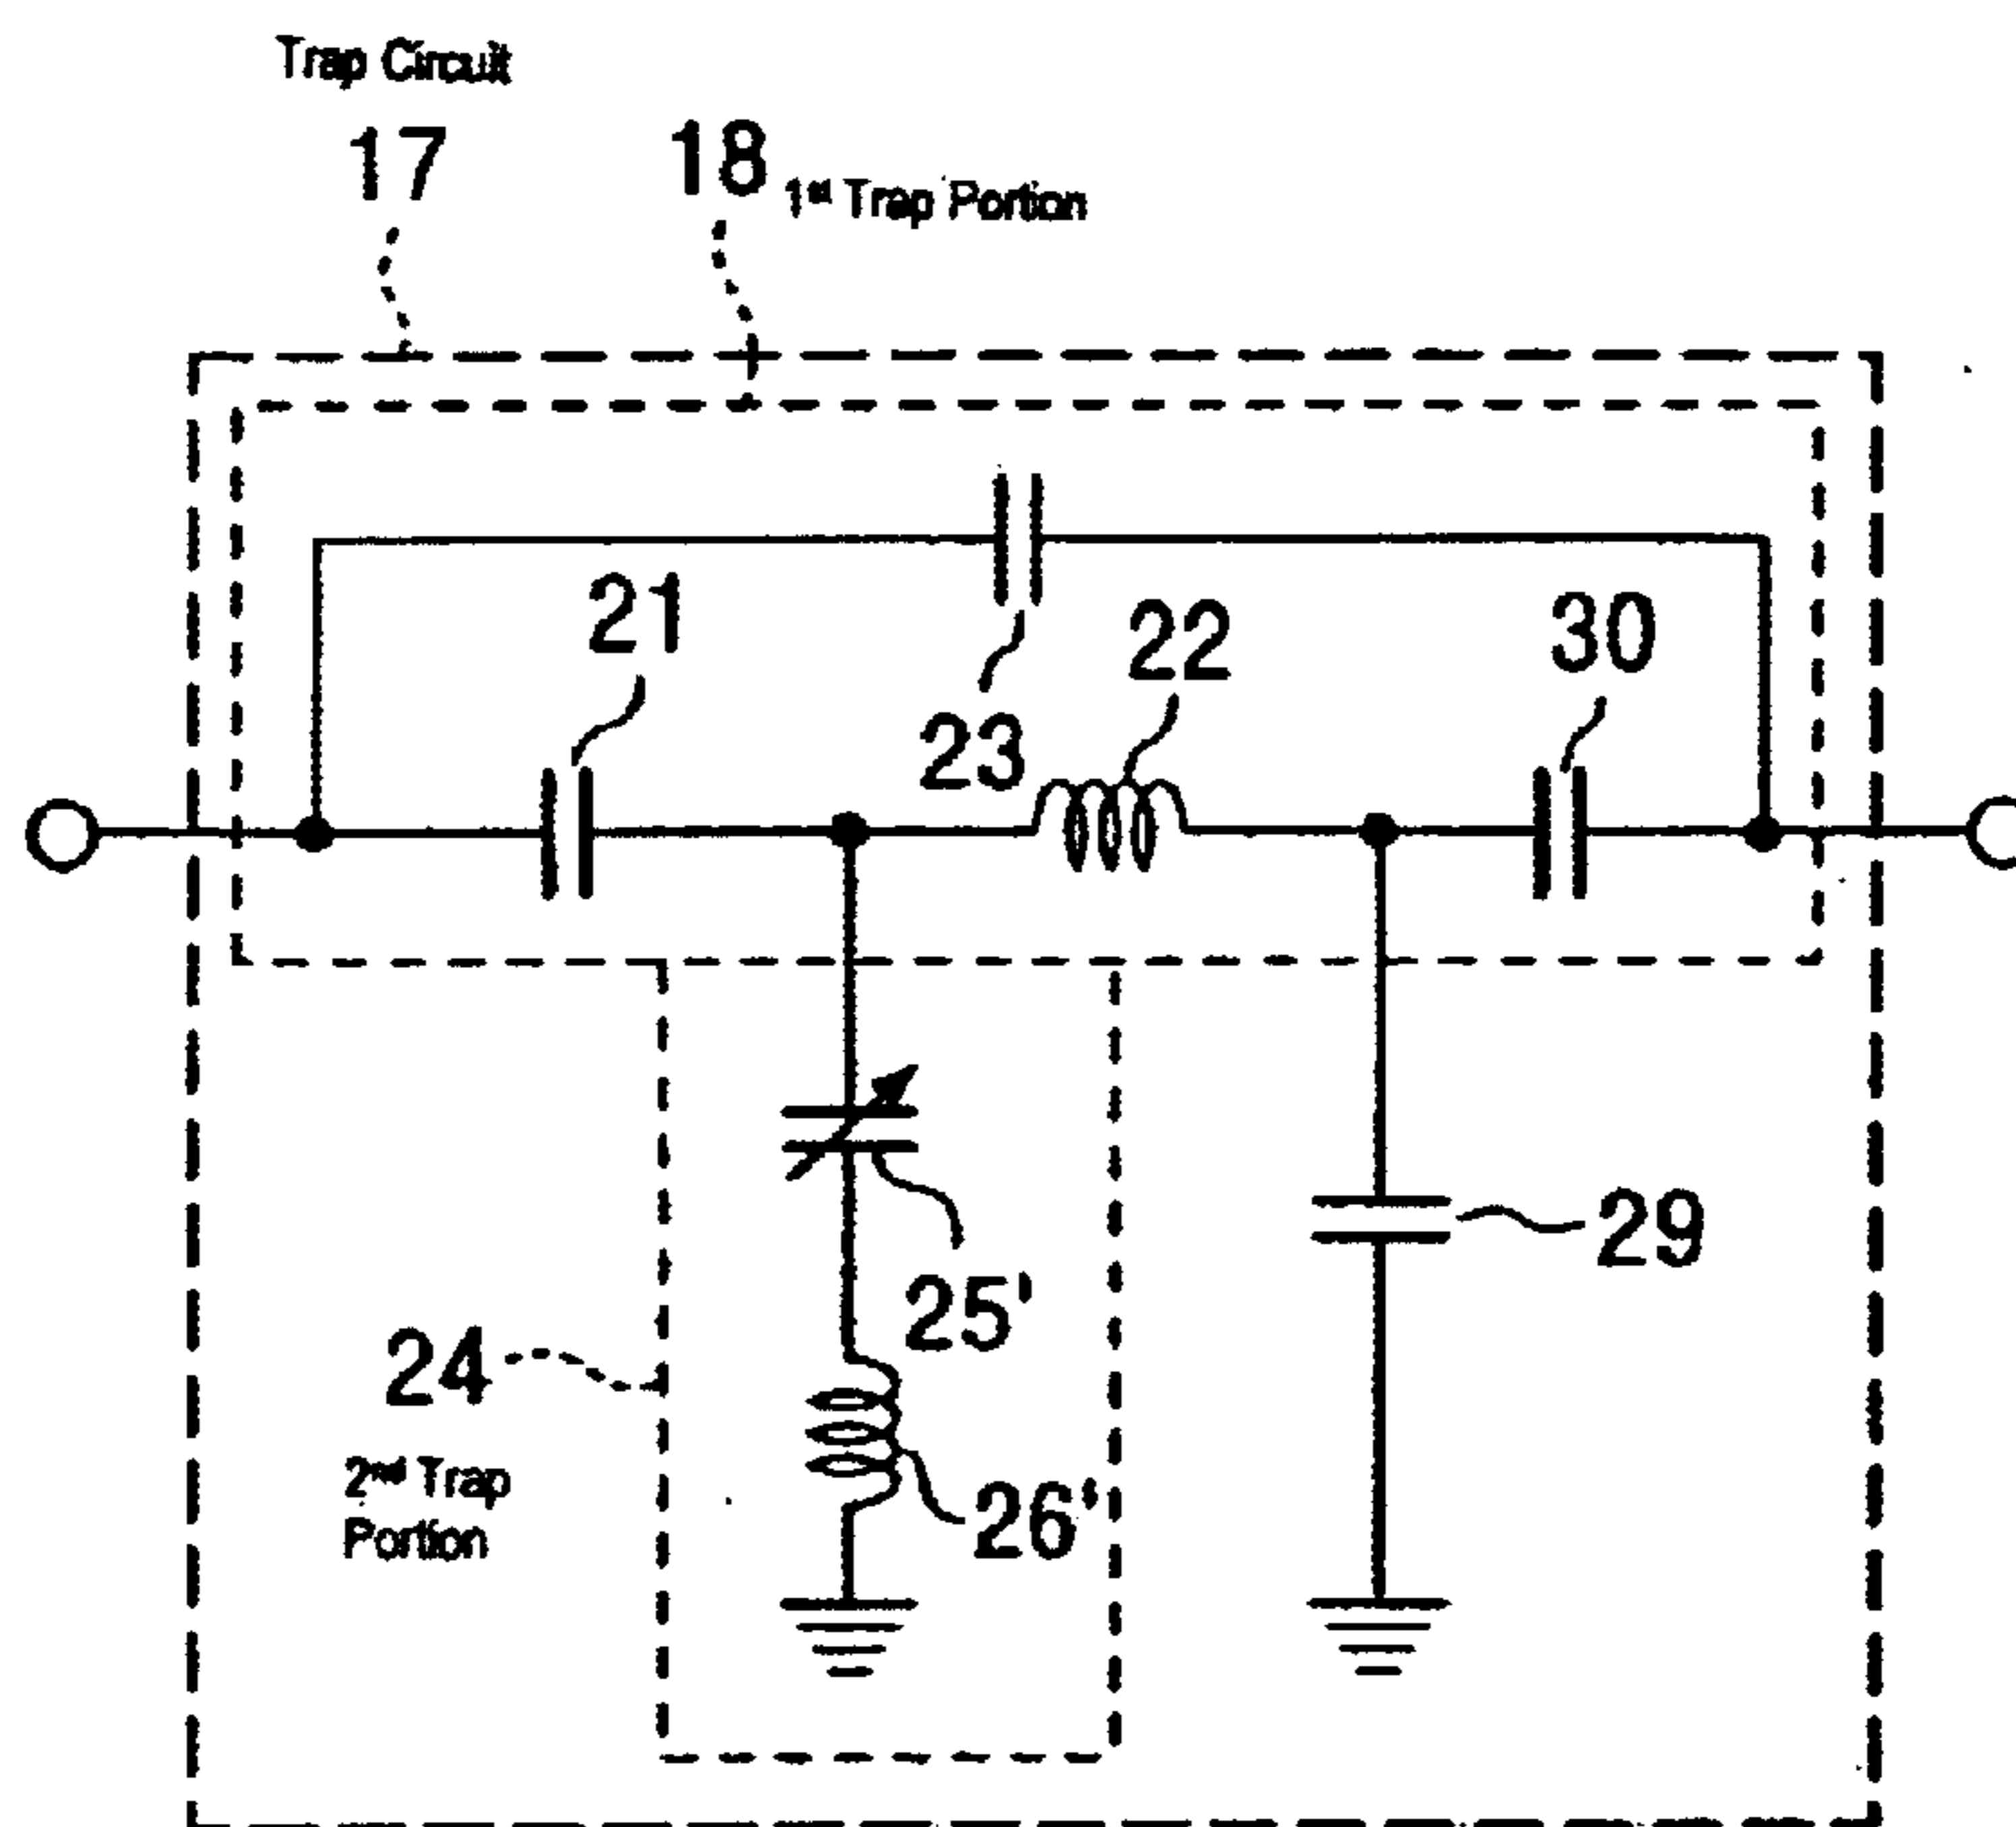 Trap Circuit
17
18 1st Trap Portion
21
23
22
30
25'
29
24
2nd Trap
Portion
26'